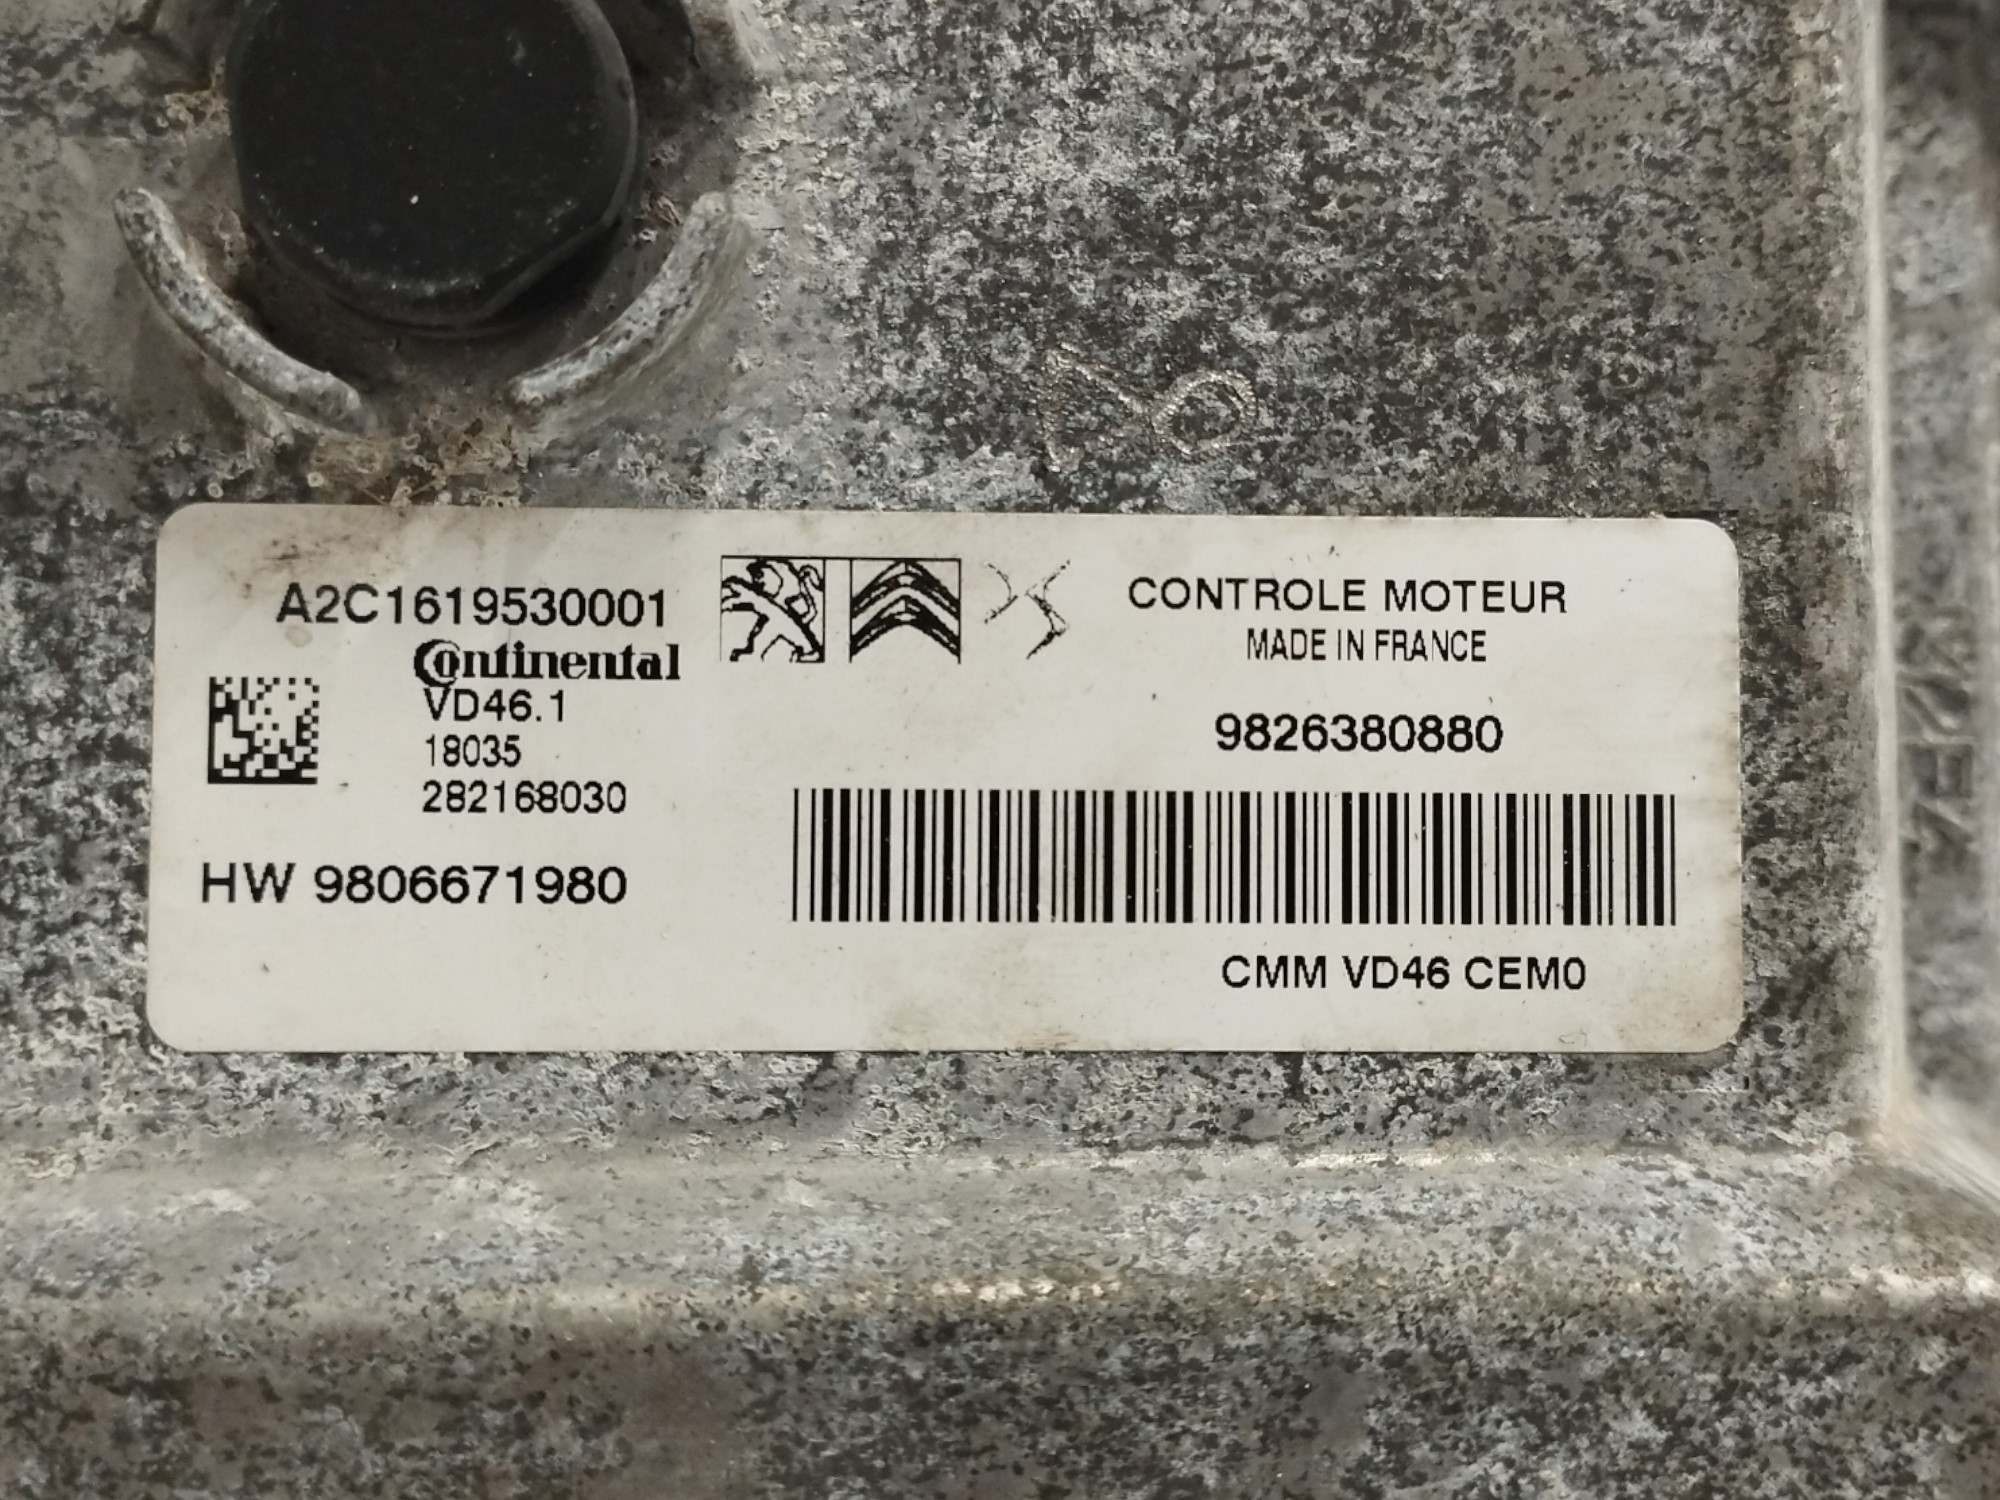 A2C1619530001
Continental
VD46.1
18035
282168030
HW 9806671980
CONTROLE MOTEUR
MADE IN FRANCE
9826380880
CMM VD46 CEM0